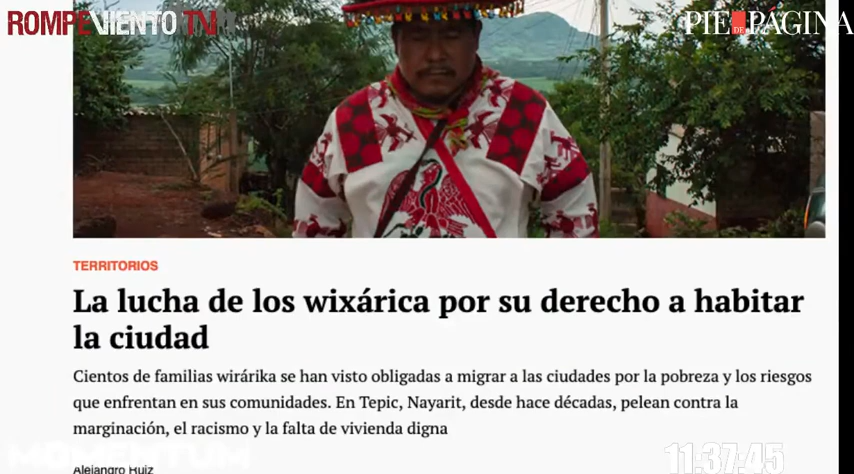 ROMPEVIENTO TV
PIE DE PÁGINA
TERRITORIOS
La lucha de los wixárica por su derecho a habitar
la ciudad
Cientos de familias wirárika se han visto obligadas a migrar a las ciudades por la pobreza y los riesgos
que enfrentan en sus comunidades. En Tepic, Nayarit, desde hace décadas, pelean contra la
marginación, el racismo y la falta de vivienda digna
MOMENTUM
11:37:45
Alejandro Ruiz